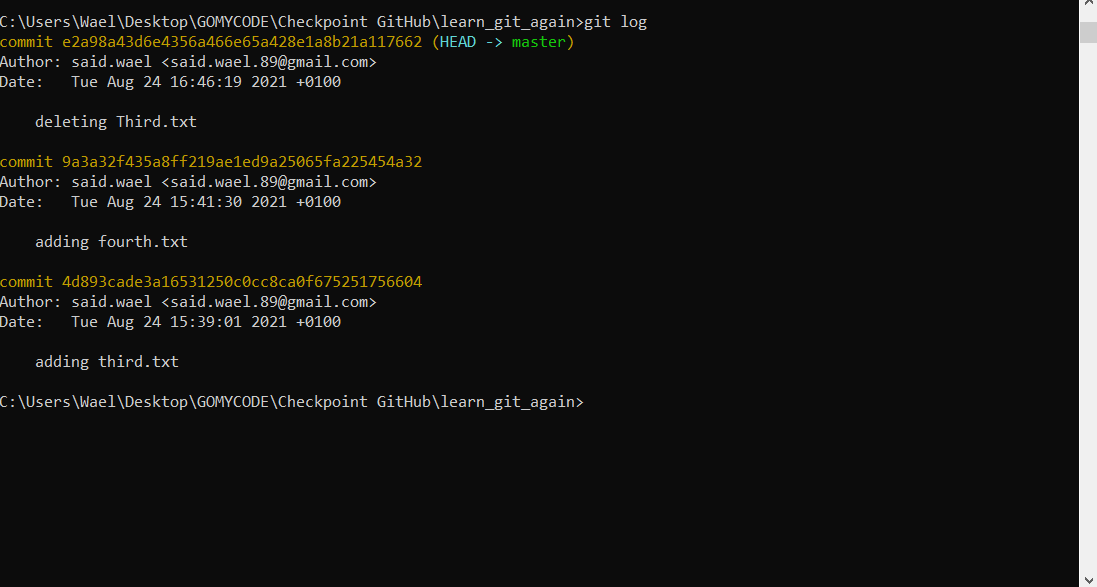 C:\Users\Wael\Desktop\GOMYCODE\Checkpoint GitHub\learn_git_again>git log
commit e2a98a43d6e4356a466e65a428e1a8b21a117662 (HEAD -> master)
Author: said.wael <said.wael.89@gmail.com>
Date:   Tue Aug 24 16:46:19 2021 +0100
    deleting Third.txt
commit 9a3a32f435a8ff219ae1ed9a25065fa225454a32
Author: said.wael <said.wael.89@gmail.com>
Date:   Tue Aug 24 15:41:30 2021 +0100
    adding fourth.txt
commit 4d893cade3a16531250c0cc8ca0f675251756604
Author: said.wael <said.wael.89@gmail.com>
Date:   Tue Aug 24 15:39:01 2021 +0100
    adding third.txt
C:\Users\Wael\Desktop\GOMYCODE\Checkpoint GitHub\learn_git_again>